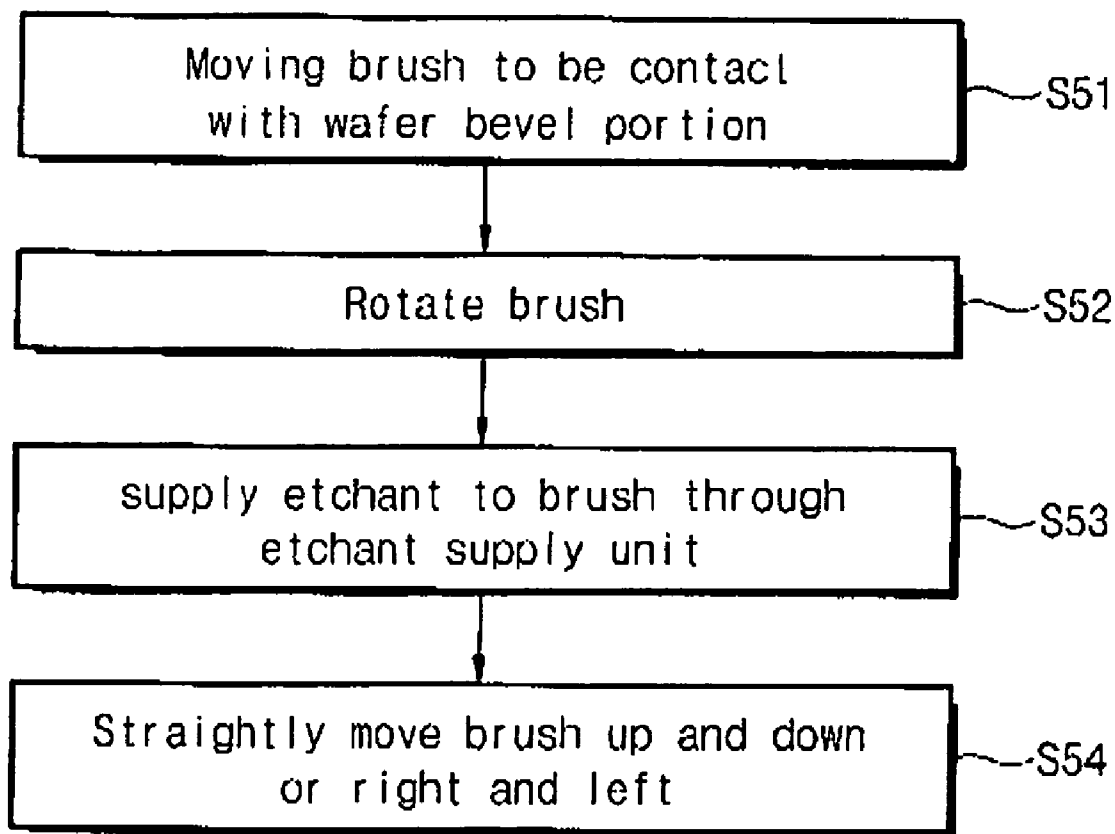 Moving brush to be contact
with wafer bevel portion
S51
Rotate brush
S52
supply etchant to brush through
etchant supply unit
S53
Straightly move brush up and down
or right and left
S54